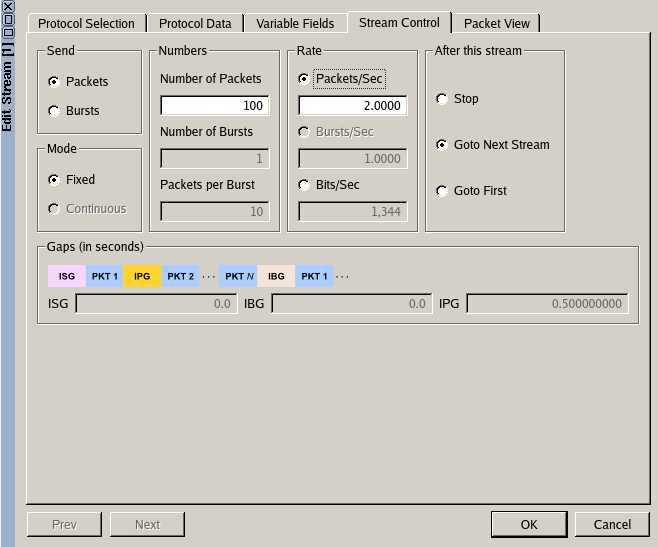 Edit Stream [1]
Protocol Selection
Protocol Data
Variable Fields
Stream Control
Packet View
Send
Packets
Bursts
Mode
Fixed
Continuous
Numbers
Number of Packets
100
Number of Bursts
1
Packets per Burst
10
Rate
Packets/Sec
2.0000
Bursts/Sec
1.0000
Bits/Sec
1,344
After this stream
Stop
Goto Next Stream
Goto First
Gaps (in seconds)
ISG PKT 1 IPG PKT 2 ... PKT N IBG PKT 1 ...
ISG 0.0 IBG 0.0 IPG 0.500000000
Prev Next OK Cancel